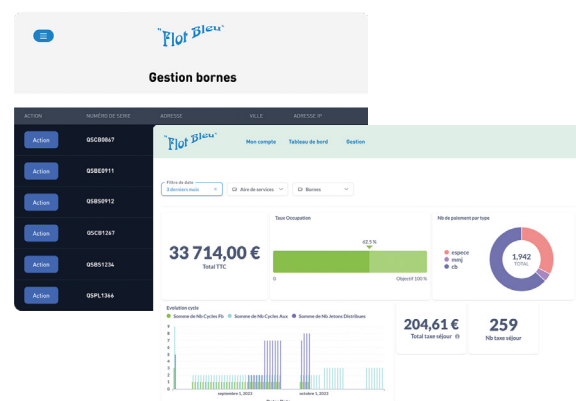 "Flot Bleu"
Gestion bornes
ACTION NUMÉRO DE SERIE ADRESSE VILLE ADRESSE IP
Action QSCB0867
Action QSBE0911
Action QSBS0912
Action QSCB1267
Action QSBS1234
Action QSPL1366
"Flot Bleu"
Mon compte Tableau de bord Gestion
Filtre de date
3 derniers mois Aire de services Bornes
33 714,00 €
Total TTC
Taux Occupation
62.5 %
0 Objectif 100 %
Nb de paiement par type
espece
mmj
cb
1,942
TOTAL
Evolution cycle
Somme de Nb Cycles Fb Somme de Nb Cycles Aux Somme de Nb Jetons Distribues
9
8
7
6
5
4
3
2
1
0
septembre 1, 2023 octobre 1, 2023
204,61 €
Total taxe séjour
259
Nb taxe séjour